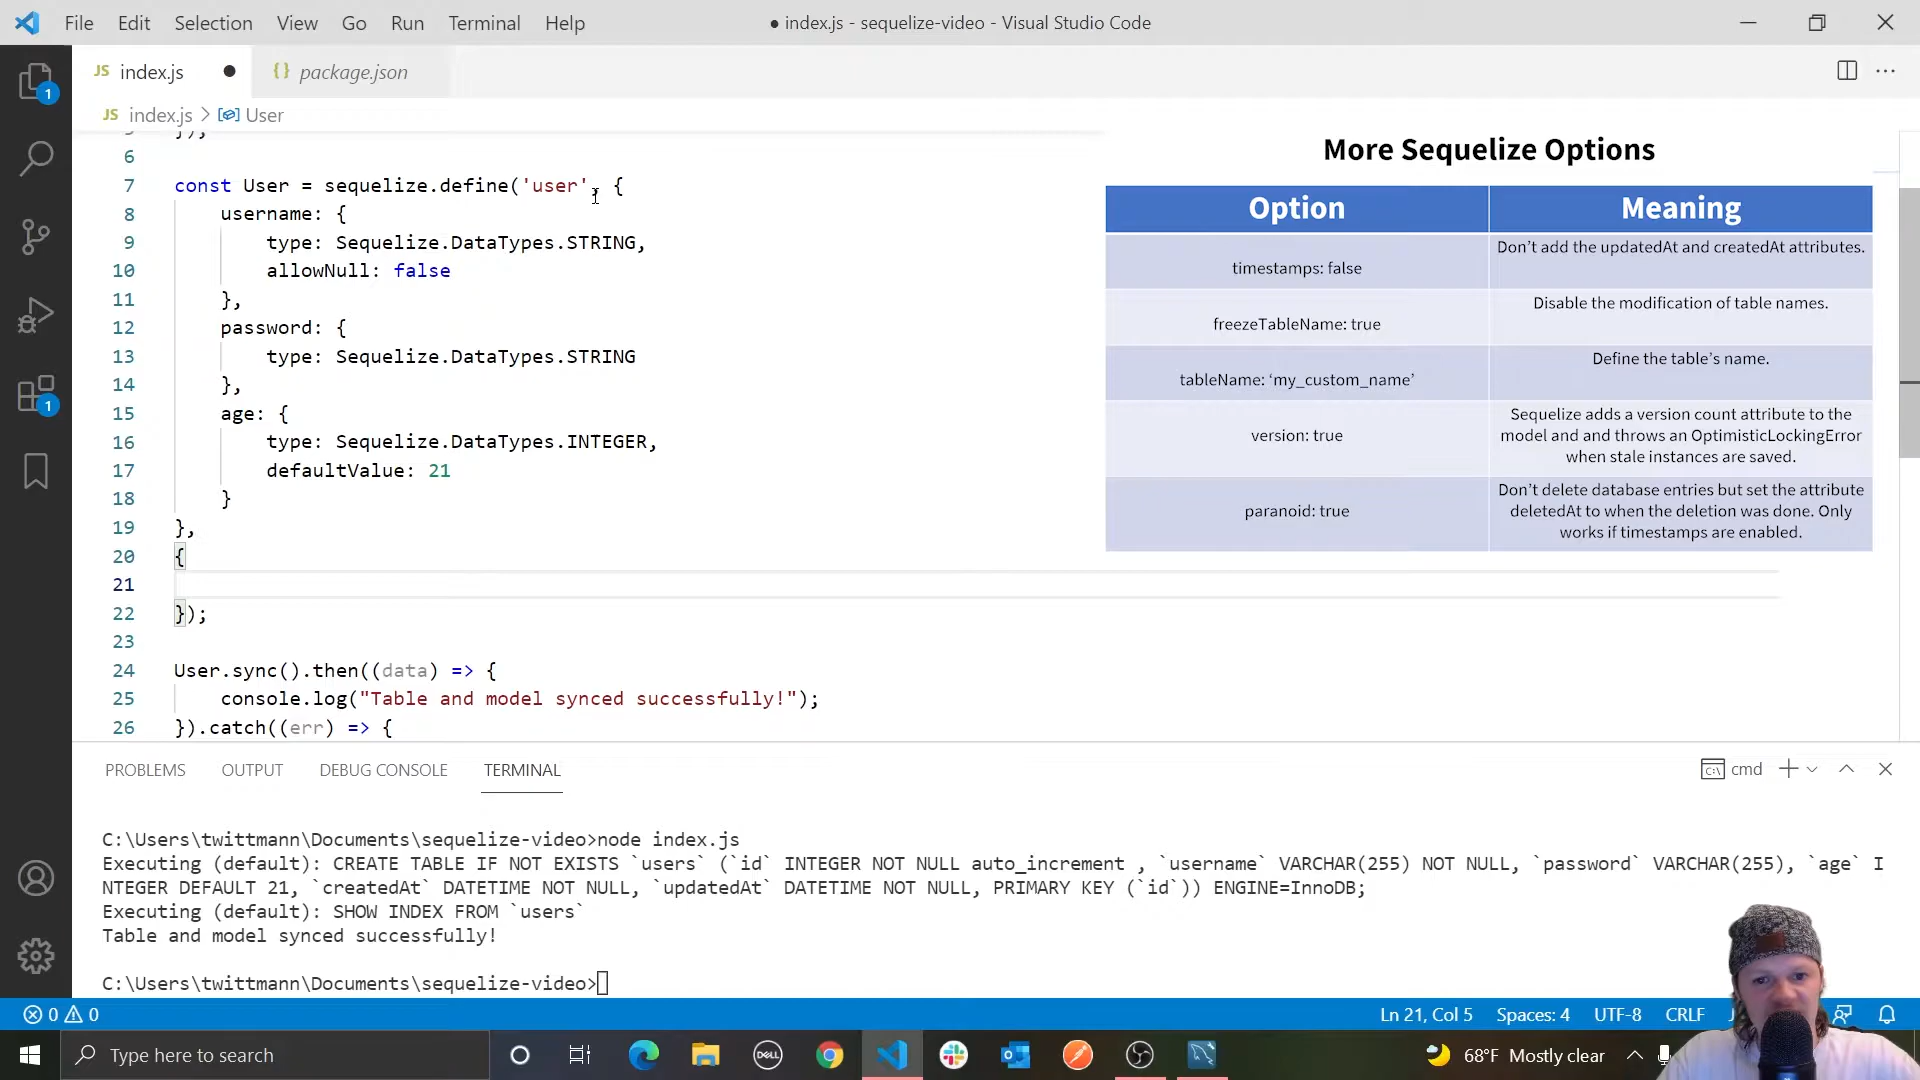 File Edit Selection View Go Run Terminal Help
● index.js - sequelize-video - Visual Studio Code
JS index.js ●
{} package.json
JS index.js > User
6
7 const User = sequelize.define('user', {
8 username: {
9 type: Sequelize.DataTypes.STRING,
10 allowNull: false
11 },
12 password: {
13 type: Sequelize.DataTypes.STRING
14 },
15 age: {
16 type: Sequelize.DataTypes.INTEGER,
17 defaultValue: 21
18 }
19 },
20 {
21
22 });
23
24 User.sync().then((data) => {
25 console.log("Table and model synced successfully!");
26 }).catch((err) => {
More Sequelize Options
Option Meaning
timestamps: false
Don't add the updatedAt and createdAt attributes.
freezeTableName: true
Disable the modification of table names.
tableName: ‘my_custom_name’
Define the table's name.
version: true
Sequelize adds a version count attribute to the
model and and throws an OptimisticLockingError
when stale instances are saved.
paranoid: true
Don't delete database entries but set the attribute
deletedAt to when the deletion was done. Only
works if timestamps are enabled.
1
1
PROBLEMS OUTPUT DEBUG CONSOLE TERMINAL
cmd
C:\Users\twittmann\Documents\sequelize-video>node index.js
Executing (default): CREATE TABLE IF NOT EXISTS `users` (`id` INTEGER NOT NULL auto_increment , `username` VARCHAR(255) NOT NULL, `password` VARCHAR(255), `age` I
NTEGER DEFAULT 21, `createdAt` DATETIME NOT NULL, `updatedAt` DATETIME NOT NULL, PRIMARY KEY (`id`)) ENGINE=InnoDB;
Executing (default): SHOW INDEX FROM `users`
Table and model synced successfully!
C:\Users\twittmann\Documents\sequelize-video>
0 0
Ln 21, Col 5 Spaces: 4 UTF-8 CRLF
Type here to search
DELL
68°F Mostly clear